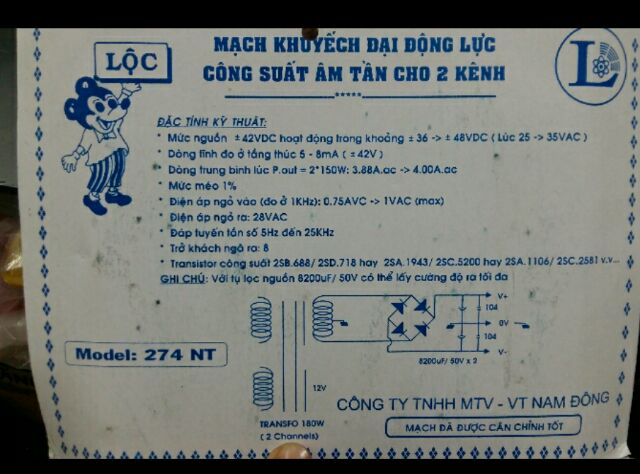 LỘC
MẠCH KHUYẾCH ĐẠI ĐỘNG LỰC
CÔNG SUẤT ÂM TẦN CHO 2 KÊNH
*****
L
ĐẶC TÍNH KỸ THUẬT:
* Mức nguồn ±42VDC hoạt động trong khoảng ± 36 -> ± 48VDC ( Lúc 25 -> 35VAC )
* Dòng tĩnh đo ở tầng thúc 5 - 8mA ( ± 42V )
* Dòng trung bình lúc P.out = 2*150W: 3.88A.ac -> 4.00A.ac
* Mức méo 1%
* Điện áp ngỏ vào (đo ở 1KHz): 0.75AVC -> 1VAC (max)
* Điện áp ngỏ ra: 28VAC
* Đáp tuyến tần số 5Hz đến 25KHz
* Trở khách ngõ ra: 8
* Transistor công suất 2SB.688/ 2SD.718 hay 2SA.1943/ 2SC.5200 hay 2SA.1106/ 2SC.2581 v.v...
GHI CHÚ: Với tụ lọc nguồn 8200uF/ 50V có thể lấy cường độ ra tối đa
V+
104
0V
104
V-
8200uF/ 50V x 2
Model: 274 NT
12V
TRANSFO 180W
( 2 Channels)
CÔNG TY TNHH MTV - VT NAM ĐÔNG
MẠCH ĐÃ ĐƯỢC CÂN CHỈNH TỐT